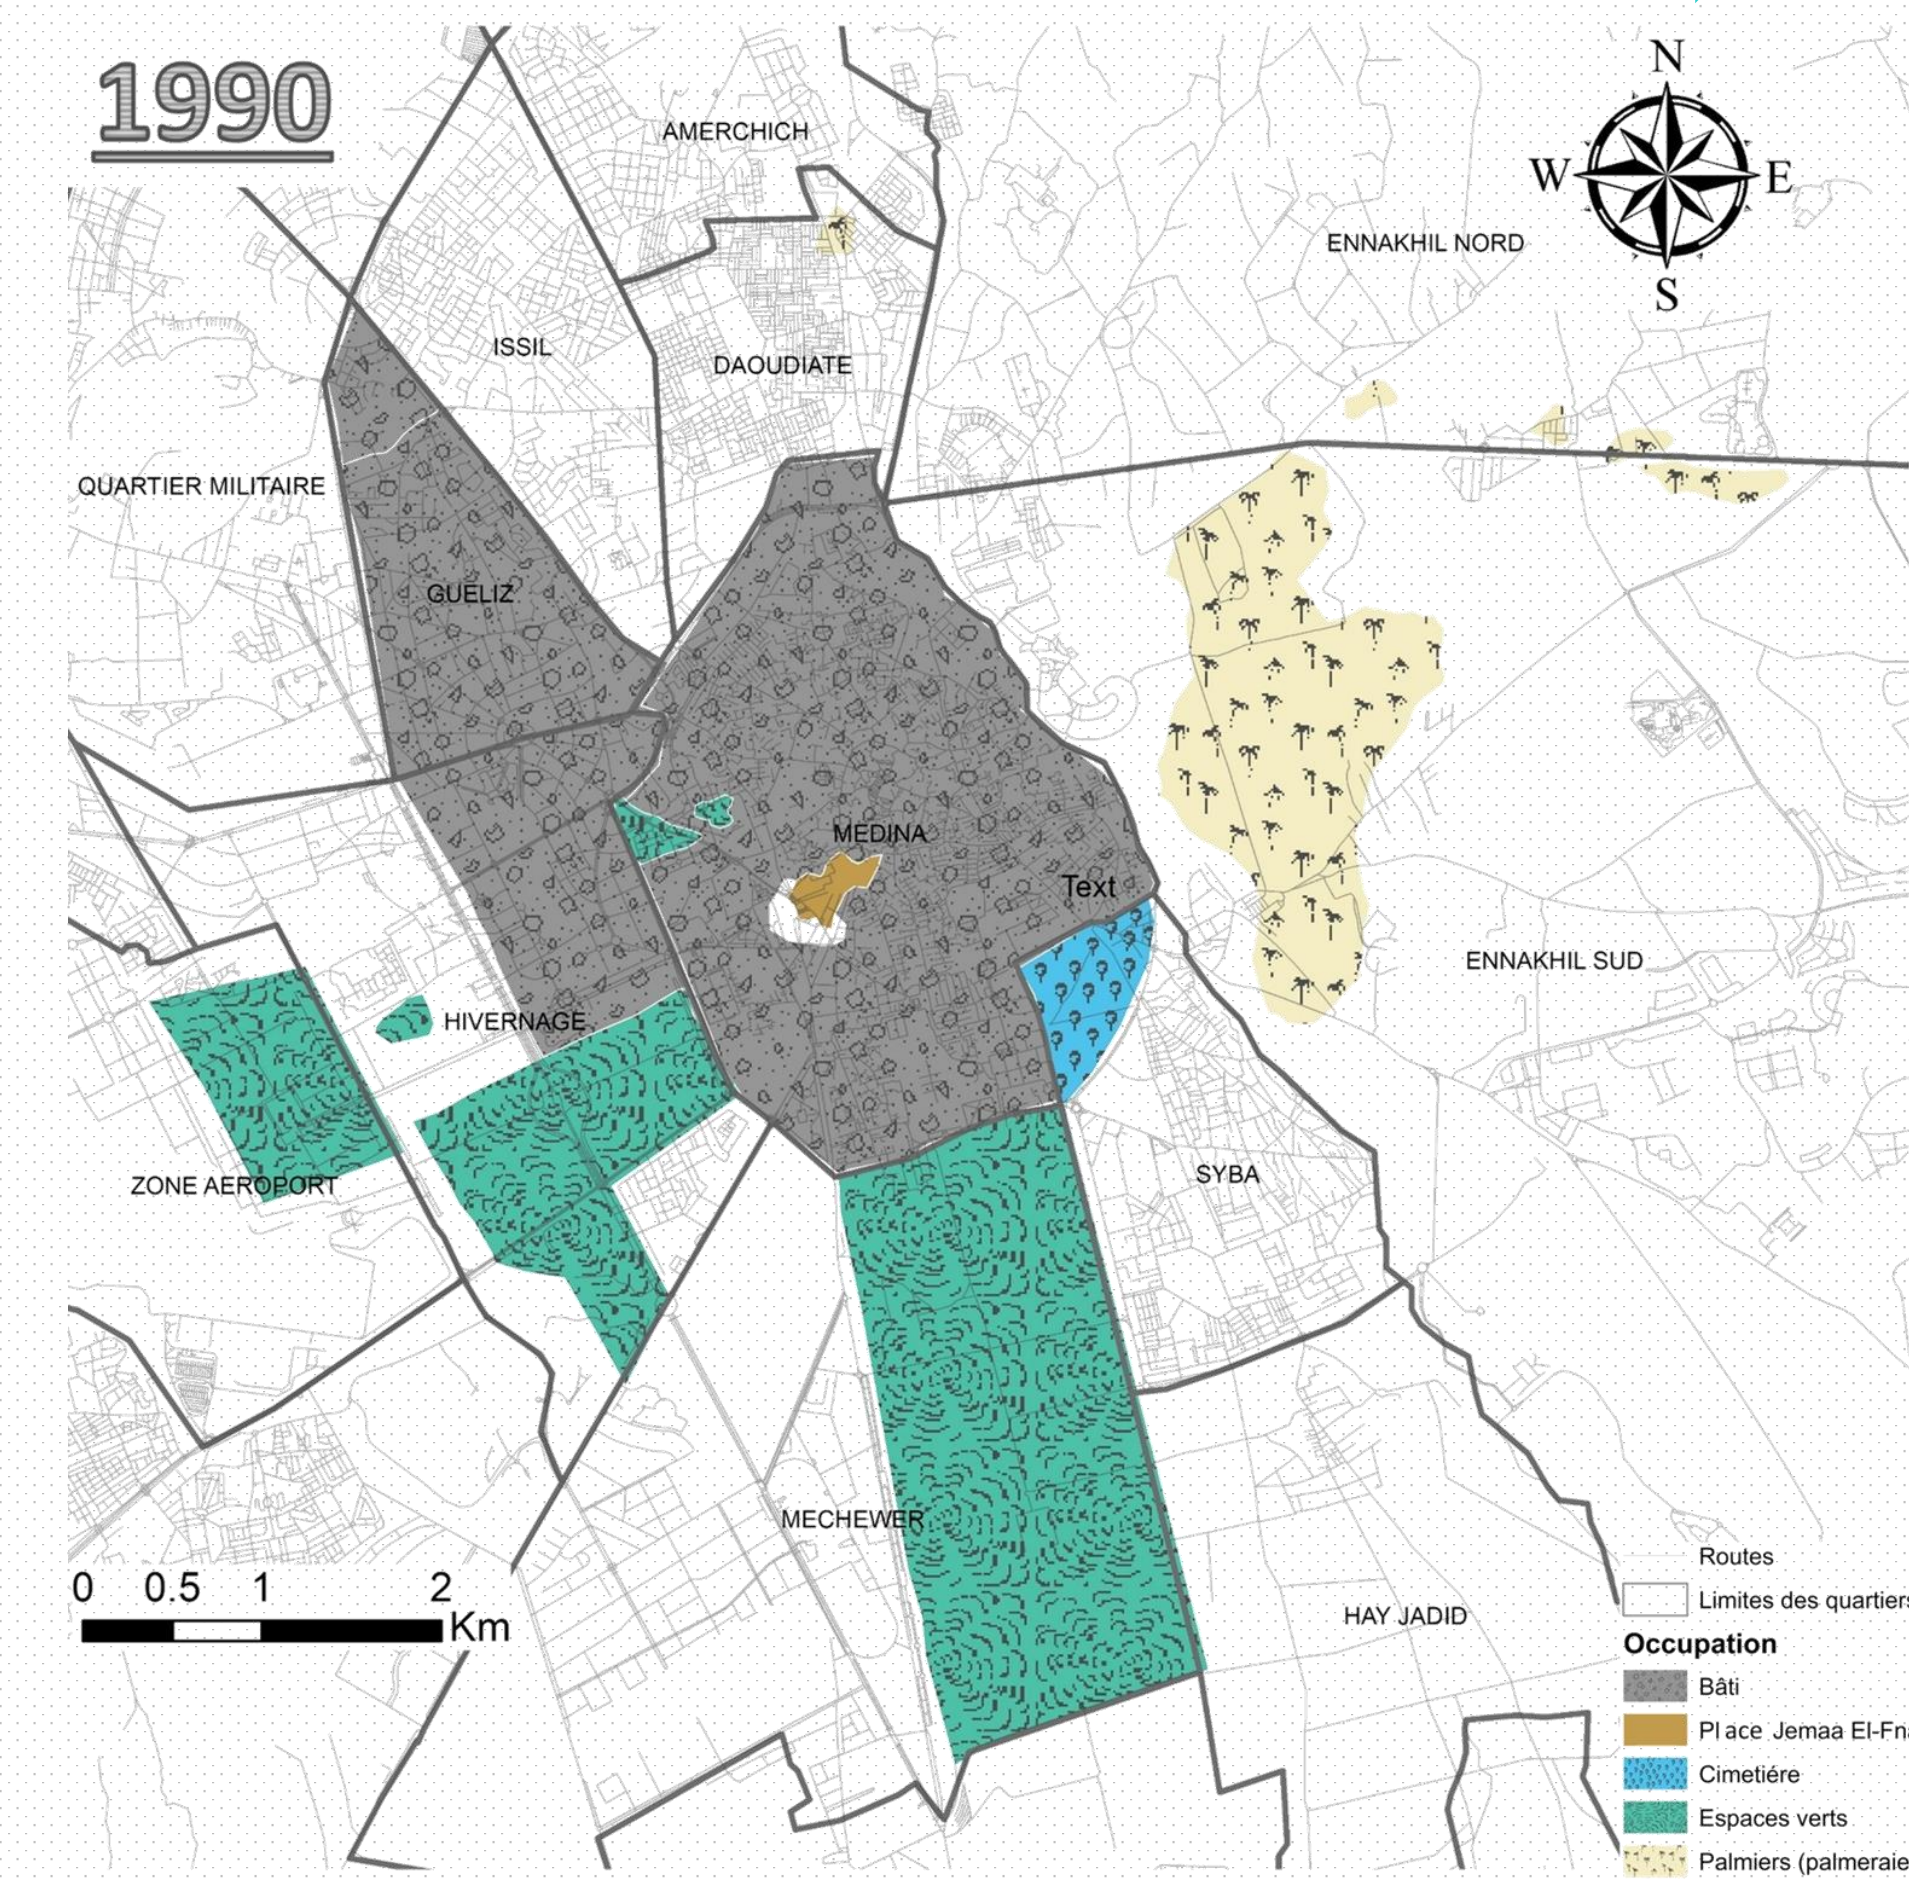 1990
N
W E
S
AMERCHICH
ENNAKHIL NORD
ISSIL
DAOUDIATE
QUARTIER MILITAIRE
GUELIZ
MEDINA
Text
ENNAKHIL SUD
HIVERNAGE
ZONE AEROPORT
SYBA
MECHEWER
HAY JADID
0 0.5 1 2
Km
Routes
Limites des quartiers
Occupation
Bâti
Pl ace Jemaa El-Fna
Cimetiére
Espaces verts
Palmiers (palmeraie